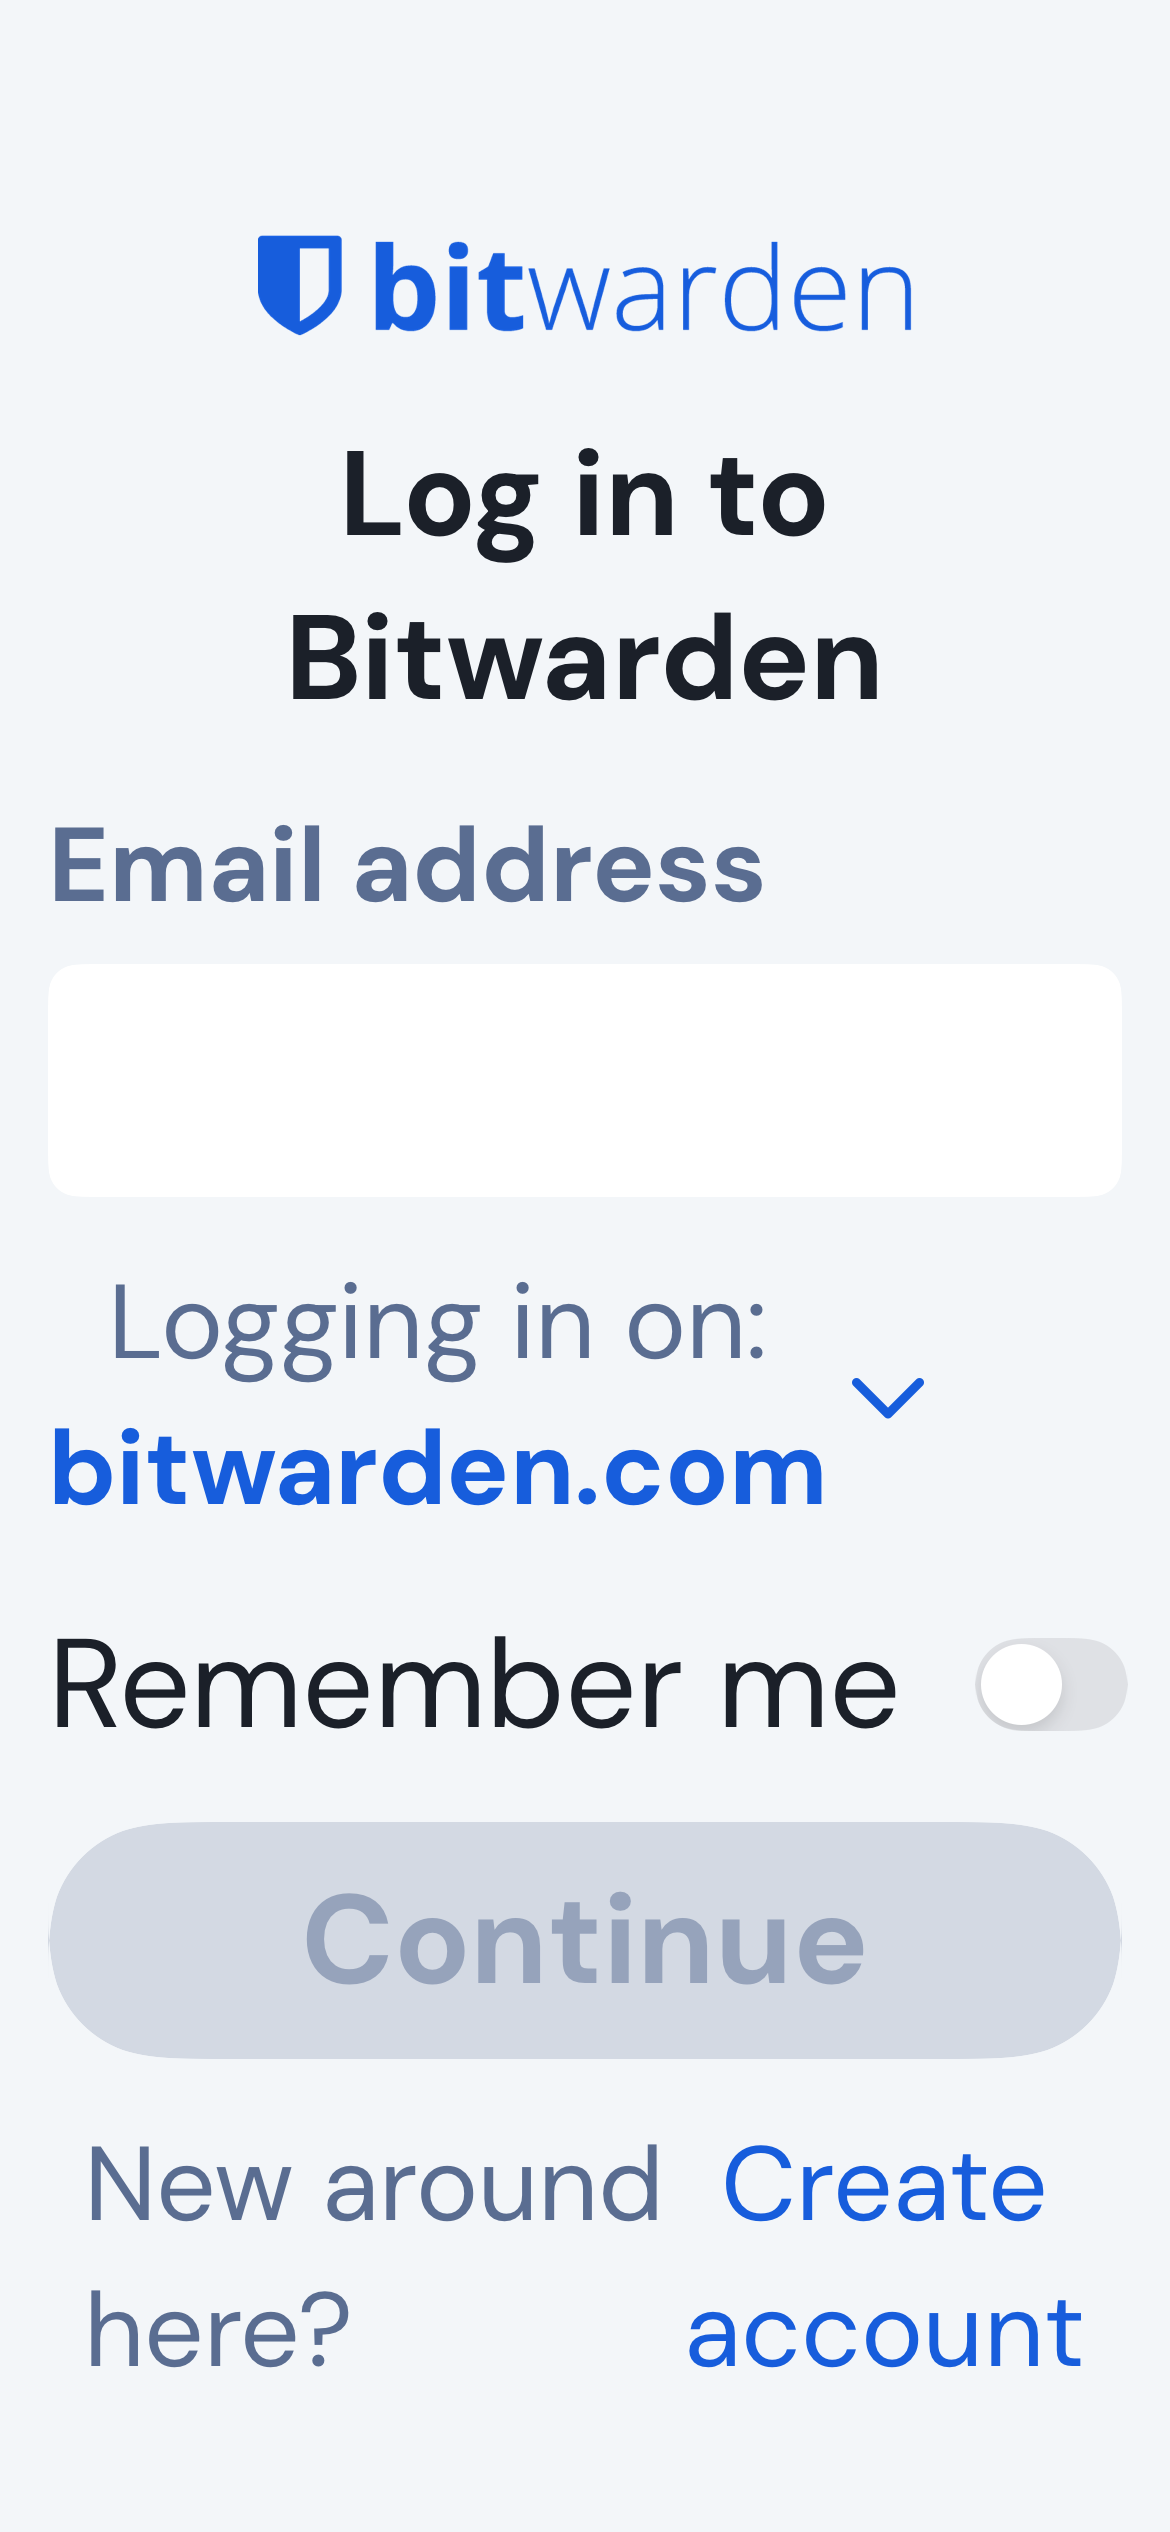 bitwarden
Log in to
Bitwarden
Email address
Logging in on:
bitwarden.com
Remember me
Continue
New around
here?
Create
account